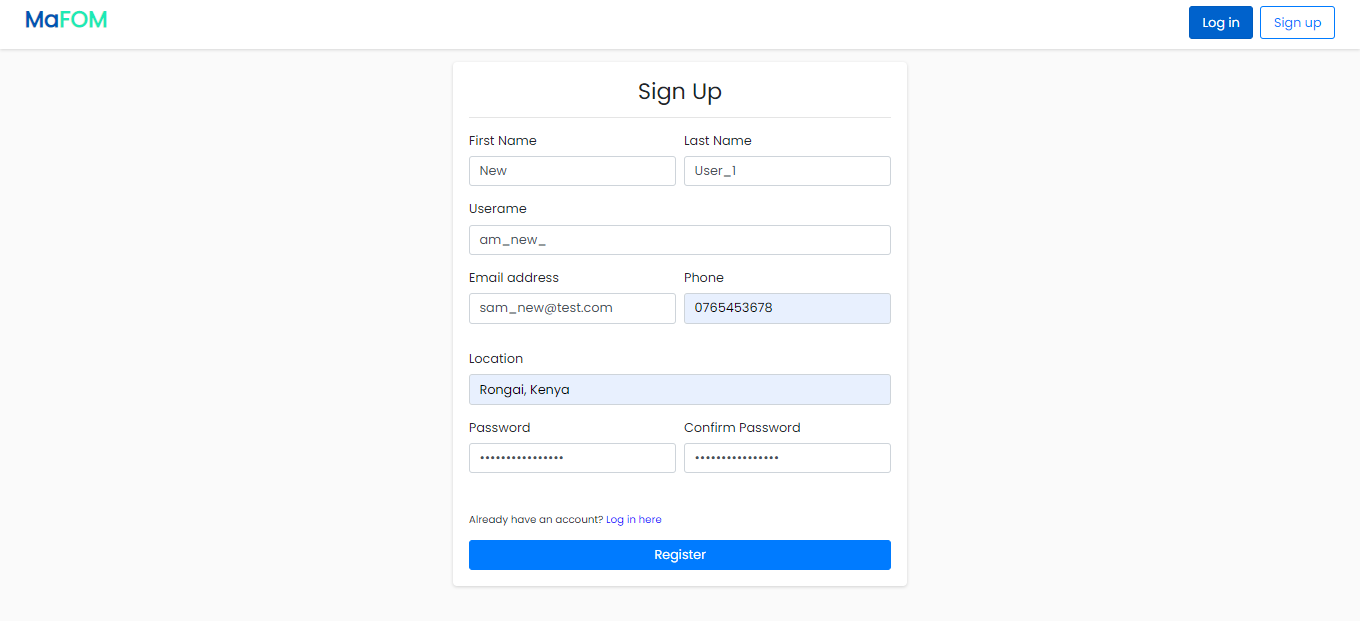 MaFOM
Log in
Sign up
Sign Up
First Name
Last Name
New
User_1
Userame
am_new_
Email address
Phone
sam_new@test.com
0765453678
Location
Rongai, Kenya
Password
Confirm Password
••••••••••••••••
••••••••••••••••
Already have an account? Log in here
Register